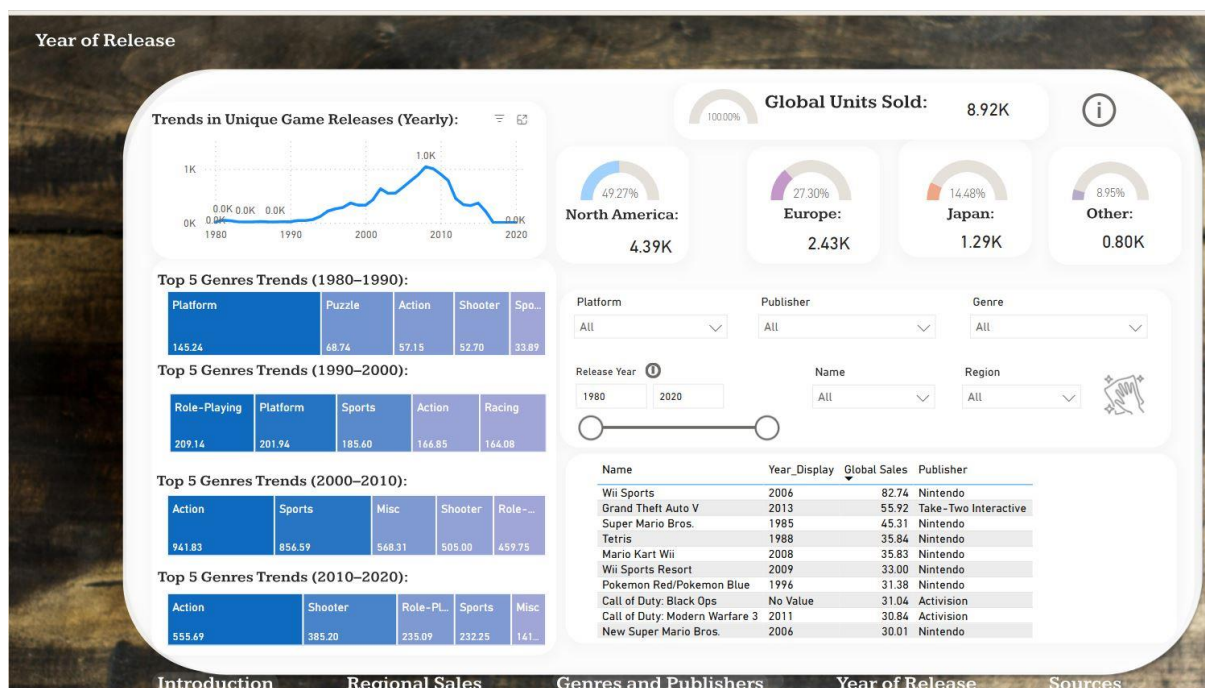 Year of Release
Trends in Unique Game Releases (Yearly):
1.0K
1K
0.0K 0.0K 0.0K
0K 0.0K 0.0K
1980 1990 2000 2010 2020
100.00%
Global Units Sold:
8.92K
i
49.27%
North America:
4.39K
27.30%
Europe:
2.43K
14.48%
Japan:
1.29K
8.95%
Other:
0.80K
Top 5 Genres Trends (1980–1990):
Platform Puzzle Action Shooter Spo...
145.24 68.74 57.15 52.70 33.89
Top 5 Genres Trends (1990–2000):
Role-Playing Platform Sports Action Racing
209.14 201.94 185.60 166.85 164.08
Top 5 Genres Trends (2000–2010):
Action Sports Misc Shooter Role-...
941.83 856.59 568.31 505.00 459.75
Top 5 Genres Trends (2010–2020):
Action Shooter Role-Pl... Sports Misc
555.69 385.20 235.09 232.25 141...
Platform Publisher Genre
All All All
Release Year Name Region
1980 2020 All All
Name Year_Display Global Sales Publisher
Wii Sports 2006 82.74 Nintendo
Grand Theft Auto V 2013 55.92 Take-Two Interactive
Super Mario Bros. 1985 45.31 Nintendo
Tetris 1988 35.84 Nintendo
Mario Kart Wii 2008 35.83 Nintendo
Wii Sports Resort 2009 33.00 Nintendo
Pokemon Red/Pokemon Blue 1996 31.38 Nintendo
Call of Duty: Black Ops No Value 31.04 Activision
Call of Duty: Modern Warfare 3 2011 30.84 Activision
New Super Mario Bros. 2006 30.01 Nintendo
Introduction Regional Sales Genres and Publishers Year of Release Sources